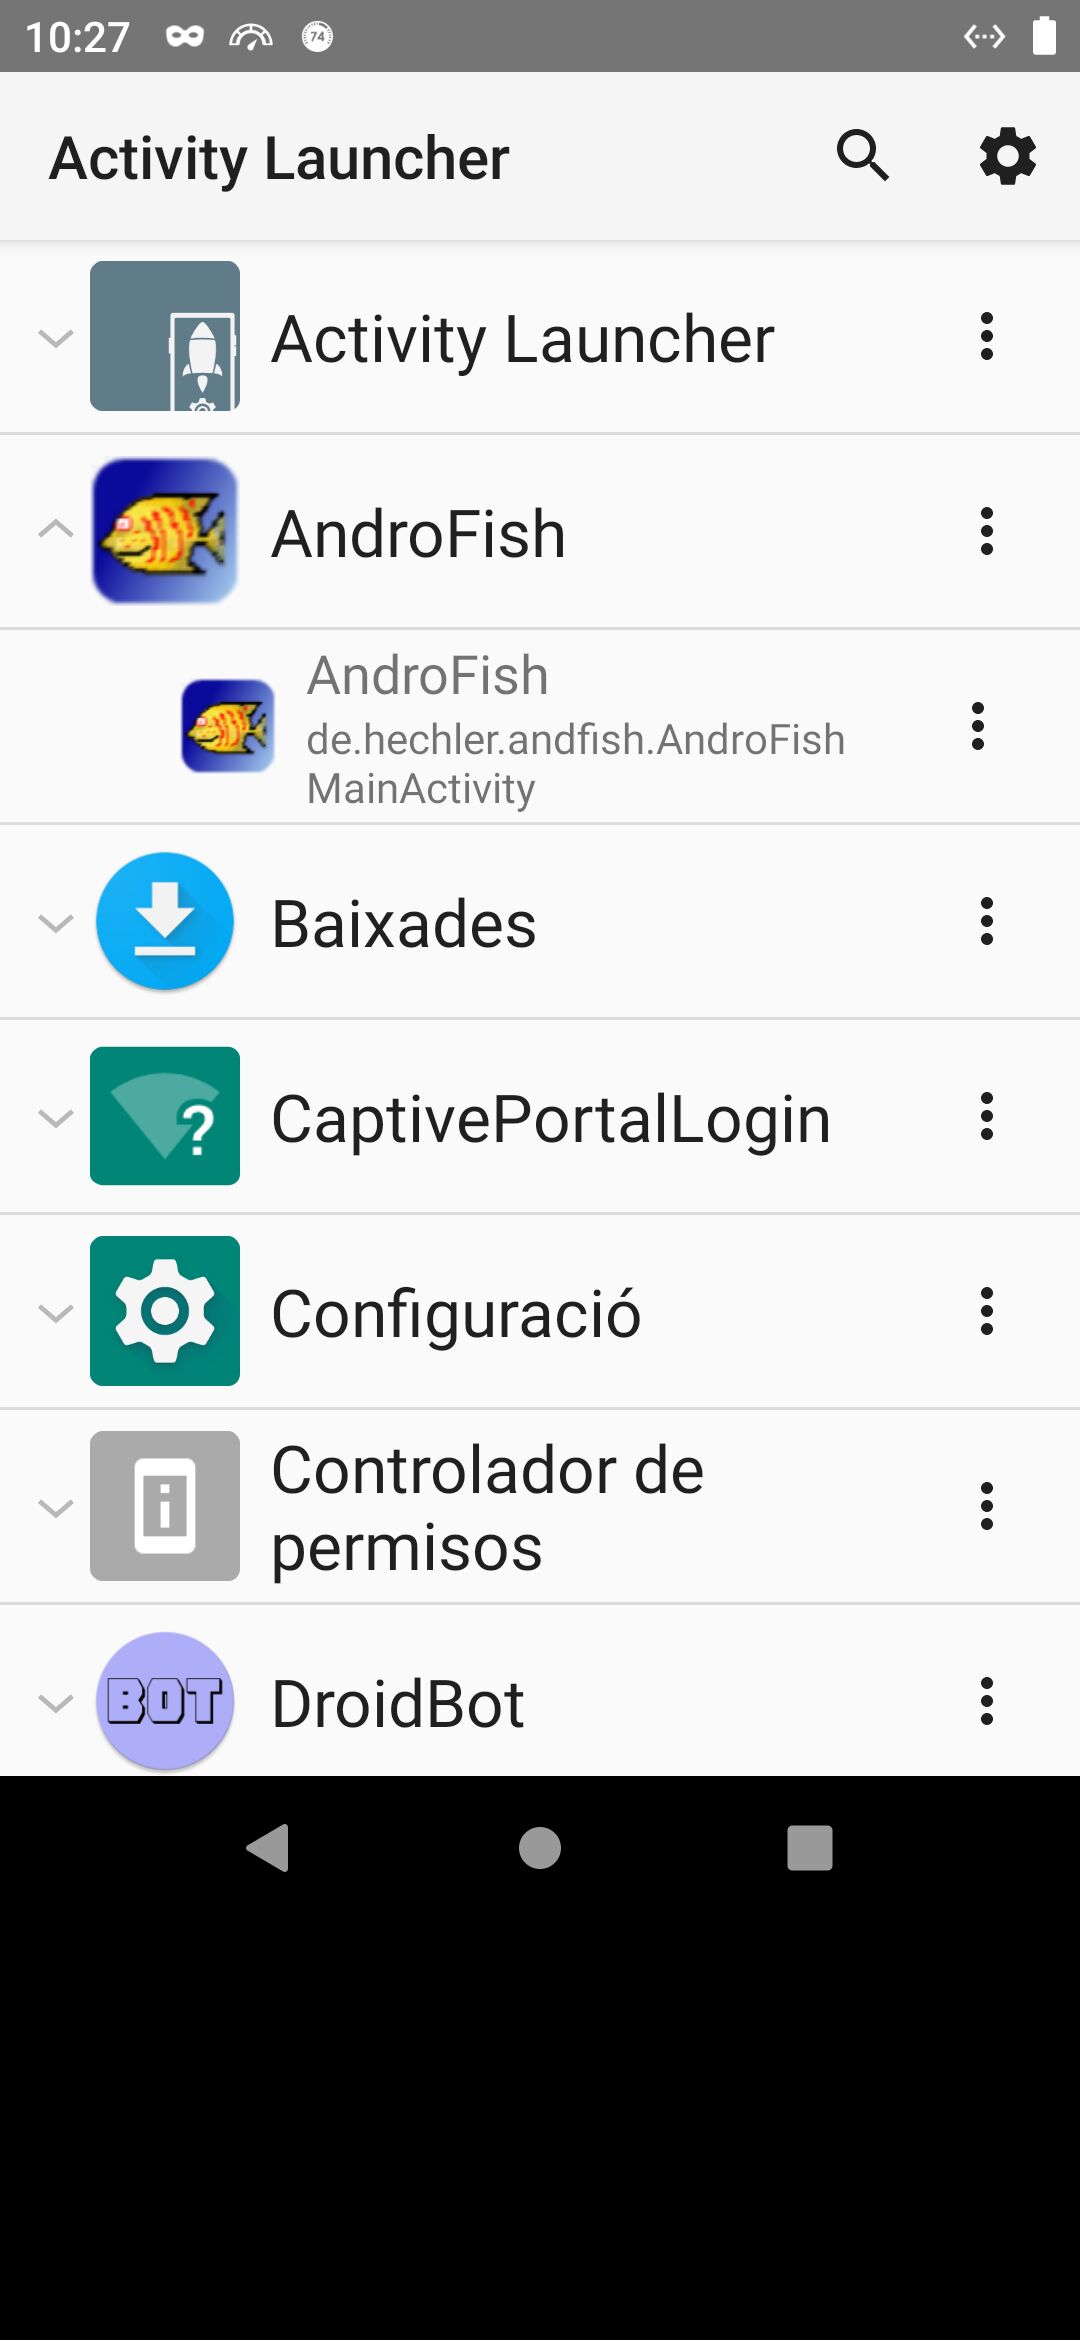 10:27
74
Activity Launcher
Activity Launcher
AndroFish
AndroFish
de.hechler.andfish.AndroFish
MainActivity
Baixades
?
CaptivePortalLogin
Configuració
Controlador de
permisos
BOT
DroidBot